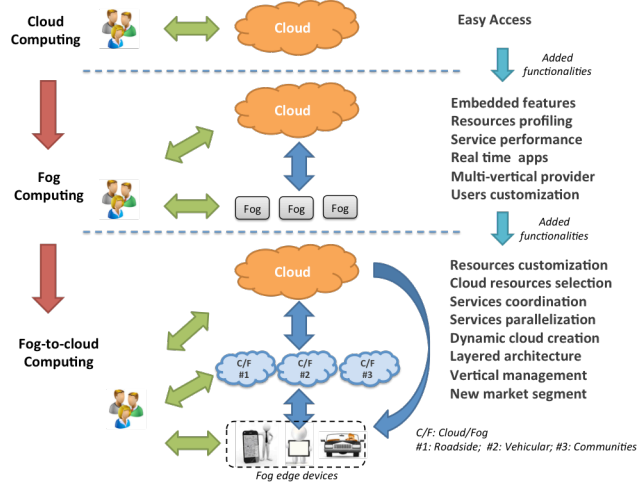 Cloud
Computing
Cloud
Easy Access
Added
functionalities
Fog
Computing
Cloud
Fog
Fog
Fog
Embedded features
Resources profiling
Service performance
Real time apps
Multi-vertical provider
Users customization
Added
functionalities
Fog-to-cloud
Computing
Cloud
C/F
#1
C/F
#2
C/F
#3
Fog edge devices
Resources customization
Cloud resources selection
Services coordination
Services parallelization
Dynamic cloud creation
Layered architecture
Vertical management
New market segment
C/F: Cloud/Fog
#1: Roadside; #2: Vehicular; #3: Communities